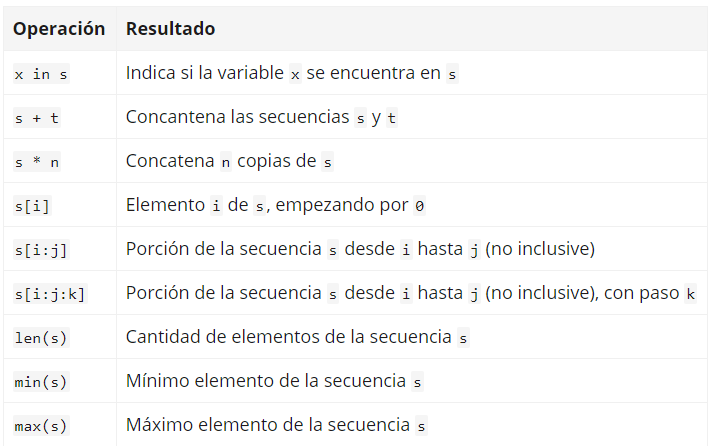 Operación Resultado
x in s Indica si la variable x se encuentra en s
s + t Concantena las secuencias s y t
s * n Concatena n copias de s
s[i] Elemento i de s, empezando por 0
s[i:j] Porción de la secuencia s desde i hasta j (no inclusive)
s[i:j:k] Porción de la secuencia s desde i hasta j (no inclusive), con paso k
len(s) Cantidad de elementos de la secuencia s
min(s) Mínimo elemento de la secuencia s
max(s) Máximo elemento de la secuencia s